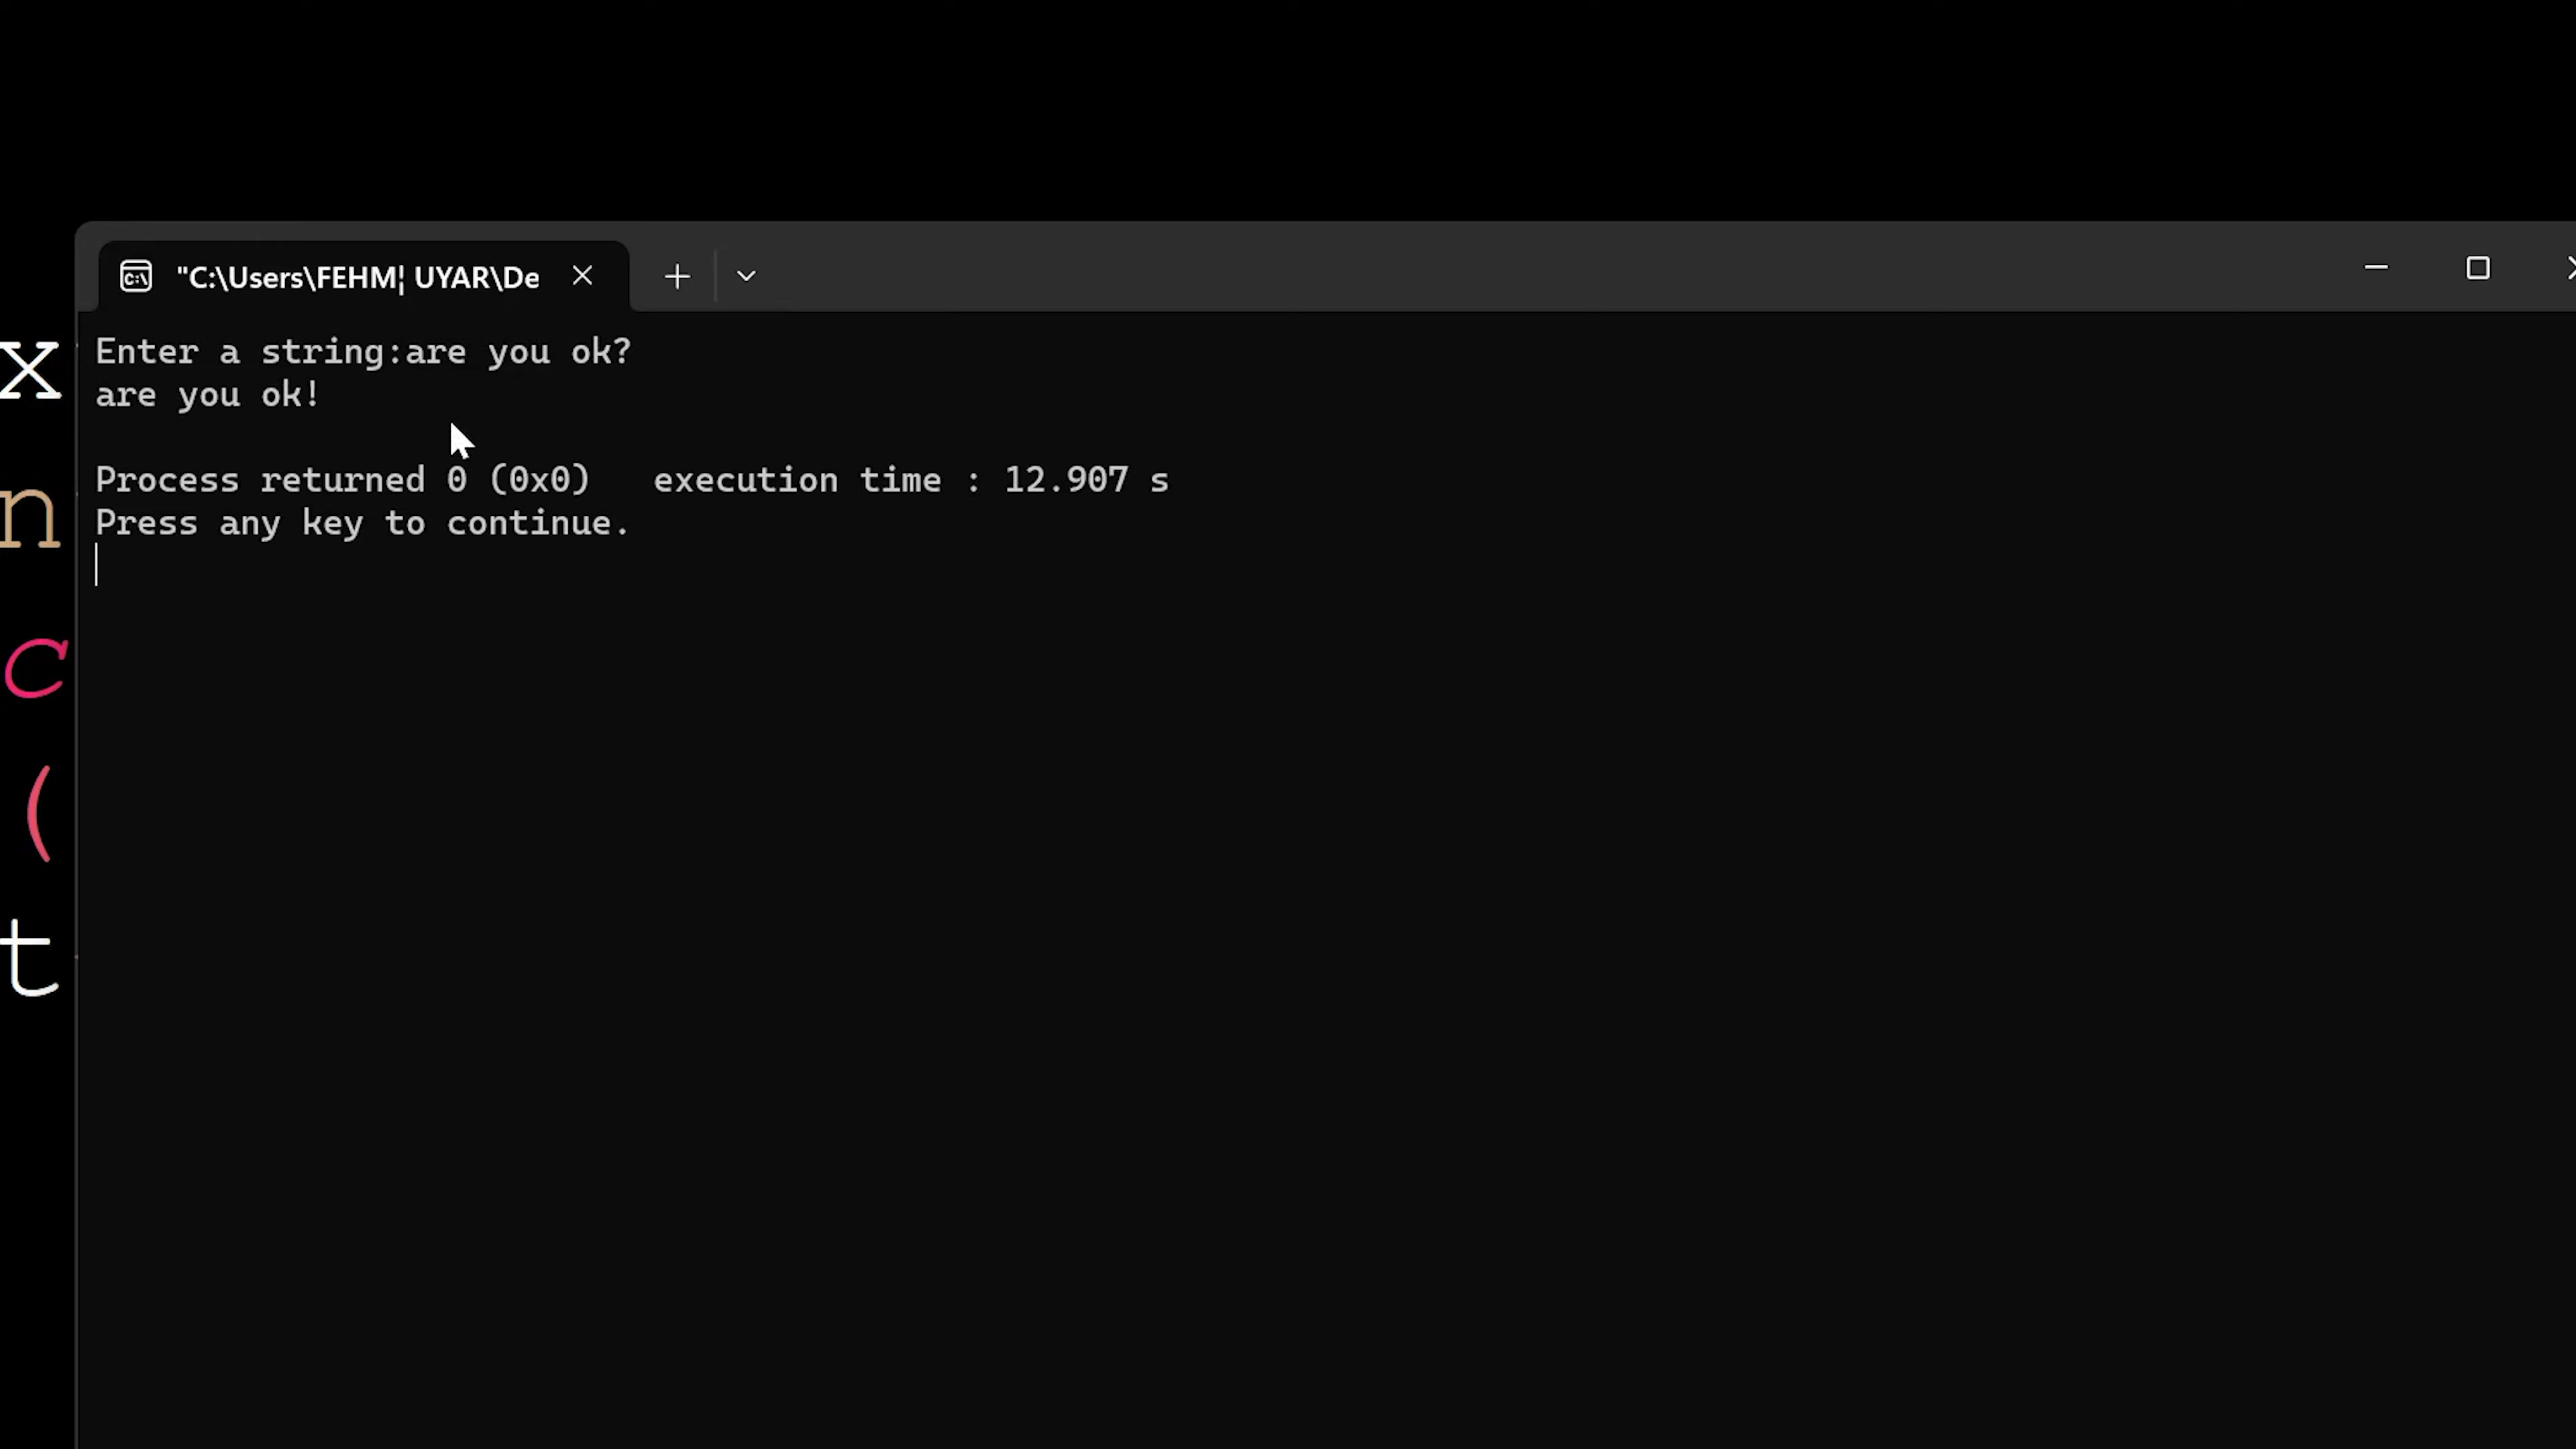 "C:\Users\FEHM¦ UYAR\De
Enter a string:are you ok?
are you ok!
Process returned 0 (0x0)   execution time : 12.907 s
Press any key to continue.
x
n
c
(
t